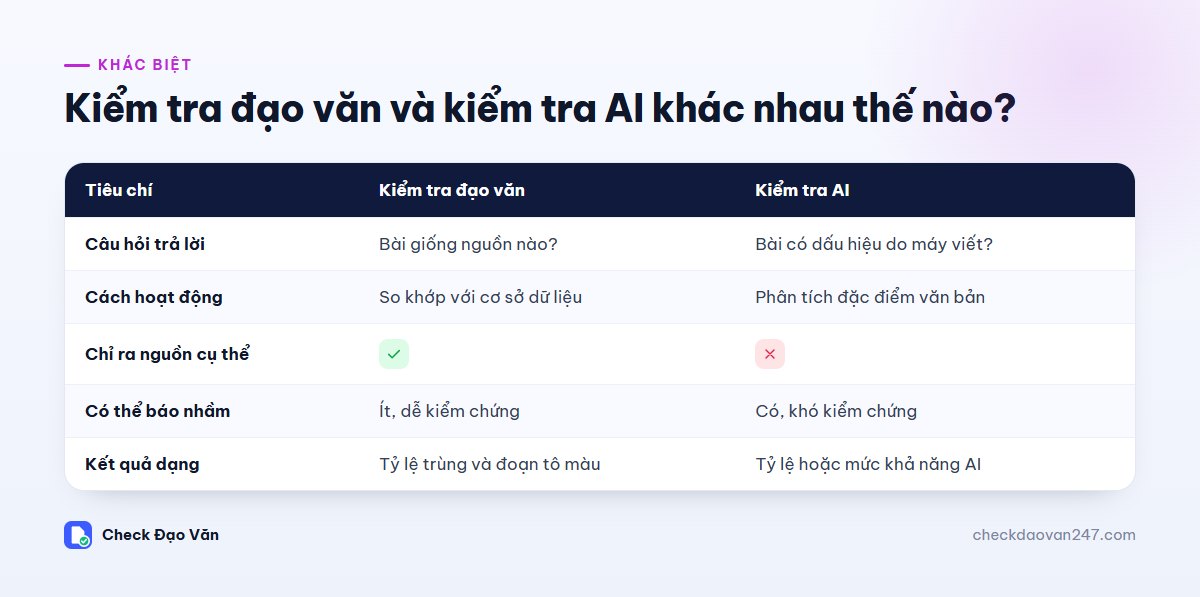 KHÁC BIỆT
Kiểm tra đạo văn và kiểm tra AI khác nhau thế nào?
Tiêu chí Kiểm tra đạo văn Kiểm tra AI
Câu hỏi trả lời Bài giống nguồn nào? Bài có dấu hiệu do máy viết?
Cách hoạt động So khớp với cơ sở dữ liệu Phân tích đặc điểm văn bản
Chỉ ra nguồn cụ thể
Có thể báo nhầm Ít, dễ kiểm chứng Có, khó kiểm chứng
Kết quả dạng Tỷ lệ trùng và đoạn tô màu Tỷ lệ hoặc mức khả năng AI
Check Đạo Văn checkdaovan247.com